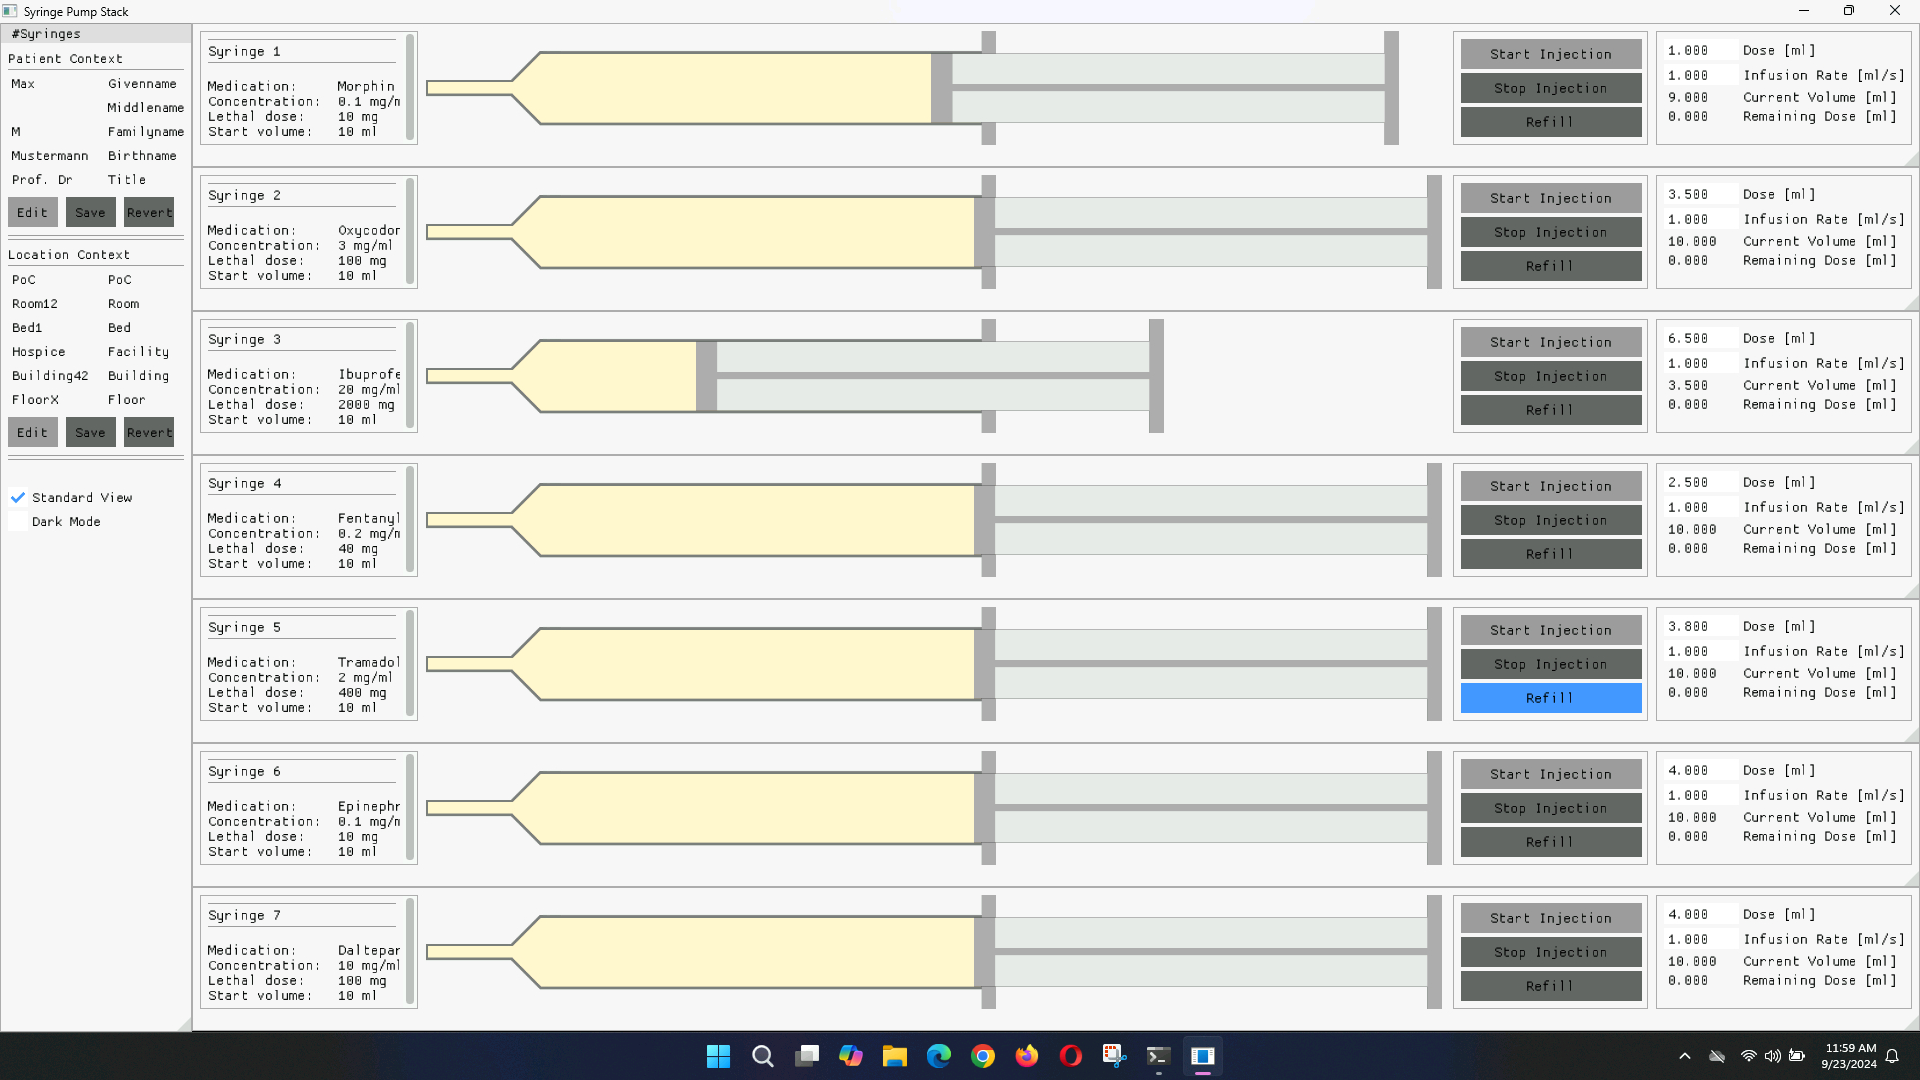 Syringe Pump Stack
#Syringes
Patient Context
Max Givenname
Middlename
M Familyname
Mustermann Birthname
Prof. Dr Title
Edit Save Revert
Location Context
PoC PoC
Room12 Room
Bed1 Bed
Hospice Facility
Building42 Building
FloorX Floor
Edit Save Revert
Standard View
Dark Mode
Syringe 1
Medication: Morphin
Concentration: 0.1 mg/m
Lethal dose: 10 mg
Start volume: 10 ml
Start Injection
Stop Injection
Refill
1.000 Dose [ml]
1.000 Infusion Rate [ml/s]
9.000 Current Volume [ml]
0.000 Remaining Dose [ml]
Syringe 2
Medication: Oxycodor
Concentration: 3 mg/ml
Lethal dose: 100 mg
Start volume: 10 ml
Start Injection
Stop Injection
Refill
3.500 Dose [ml]
1.000 Infusion Rate [ml/s]
10.000 Current Volume [ml]
0.000 Remaining Dose [ml]
Syringe 3
Medication: Ibuprofe
Concentration: 20 mg/ml
Lethal dose: 2000 mg
Start volume: 10 ml
Start Injection
Stop Injection
Refill
6.500 Dose [ml]
1.000 Infusion Rate [ml/s]
3.500 Current Volume [ml]
0.000 Remaining Dose [ml]
Syringe 4
Medication: Fentanyl
Concentration: 0.2 mg/m
Lethal dose: 40 mg
Start volume: 10 ml
Start Injection
Stop Injection
Refill
2.500 Dose [ml]
1.000 Infusion Rate [ml/s]
10.000 Current Volume [ml]
0.000 Remaining Dose [ml]
Syringe 5
Medication: Tramadol
Concentration: 2 mg/ml
Lethal dose: 400 mg
Start volume: 10 ml
Start Injection
Stop Injection
Refill
3.800 Dose [ml]
1.000 Infusion Rate [ml/s]
10.000 Current Volume [ml]
0.000 Remaining Dose [ml]
Syringe 6
Medication: Epinephr
Concentration: 0.1 mg/m
Lethal dose: 10 mg
Start volume: 10 ml
Start Injection
Stop Injection
Refill
4.000 Dose [ml]
1.000 Infusion Rate [ml/s]
10.000 Current Volume [ml]
0.000 Remaining Dose [ml]
Syringe 7
Medication: Daltepar
Concentration: 10 mg/ml
Lethal dose: 100 mg
Start volume: 10 ml
Start Injection
Stop Injection
Refill
4.000 Dose [ml]
1.000 Infusion Rate [ml/s]
10.000 Current Volume [ml]
0.000 Remaining Dose [ml]
11:59 AM
9/23/2024